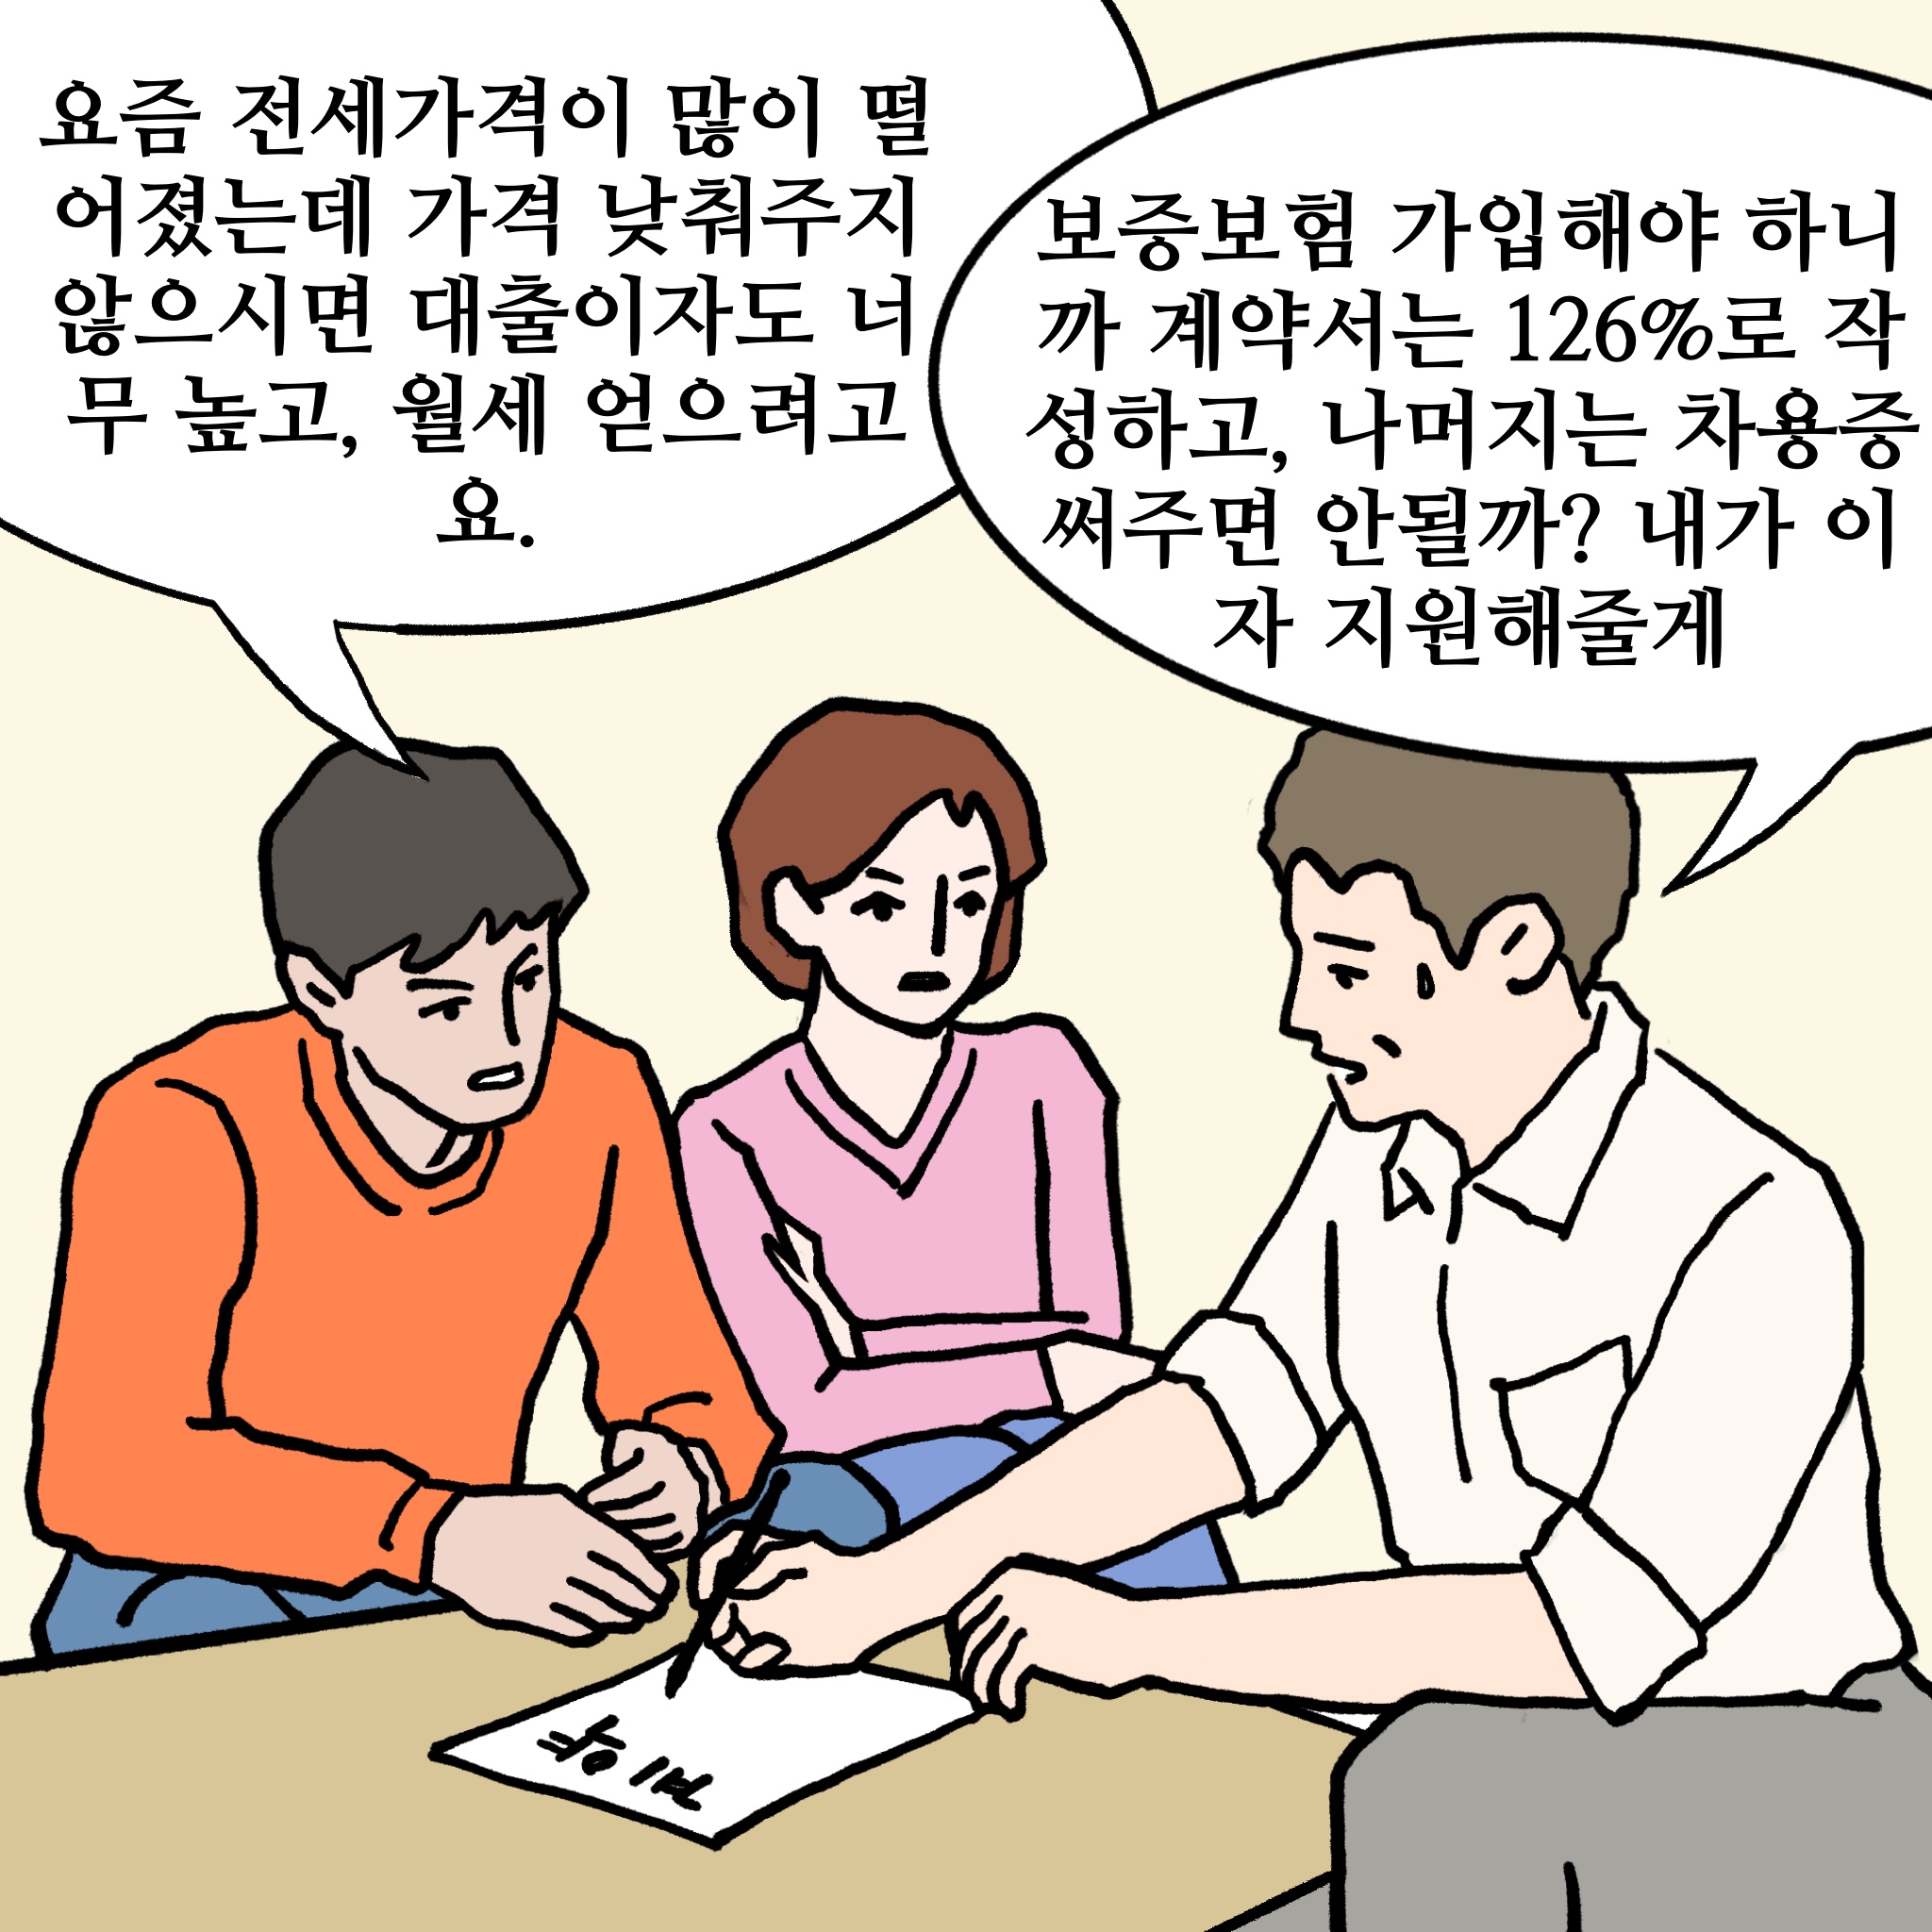 요즘 전세가격이 많이 떨
어졌는데 가격 낮춰주지
않으시면 대출이자도 너
무 높고, 월세 얻으려고
요.
보증보험 가입해야 하니
까 계약서는 126%로 작
성하고, 나머지는 차용증
써주면 안될까? 내가 이
자 지원해줄게